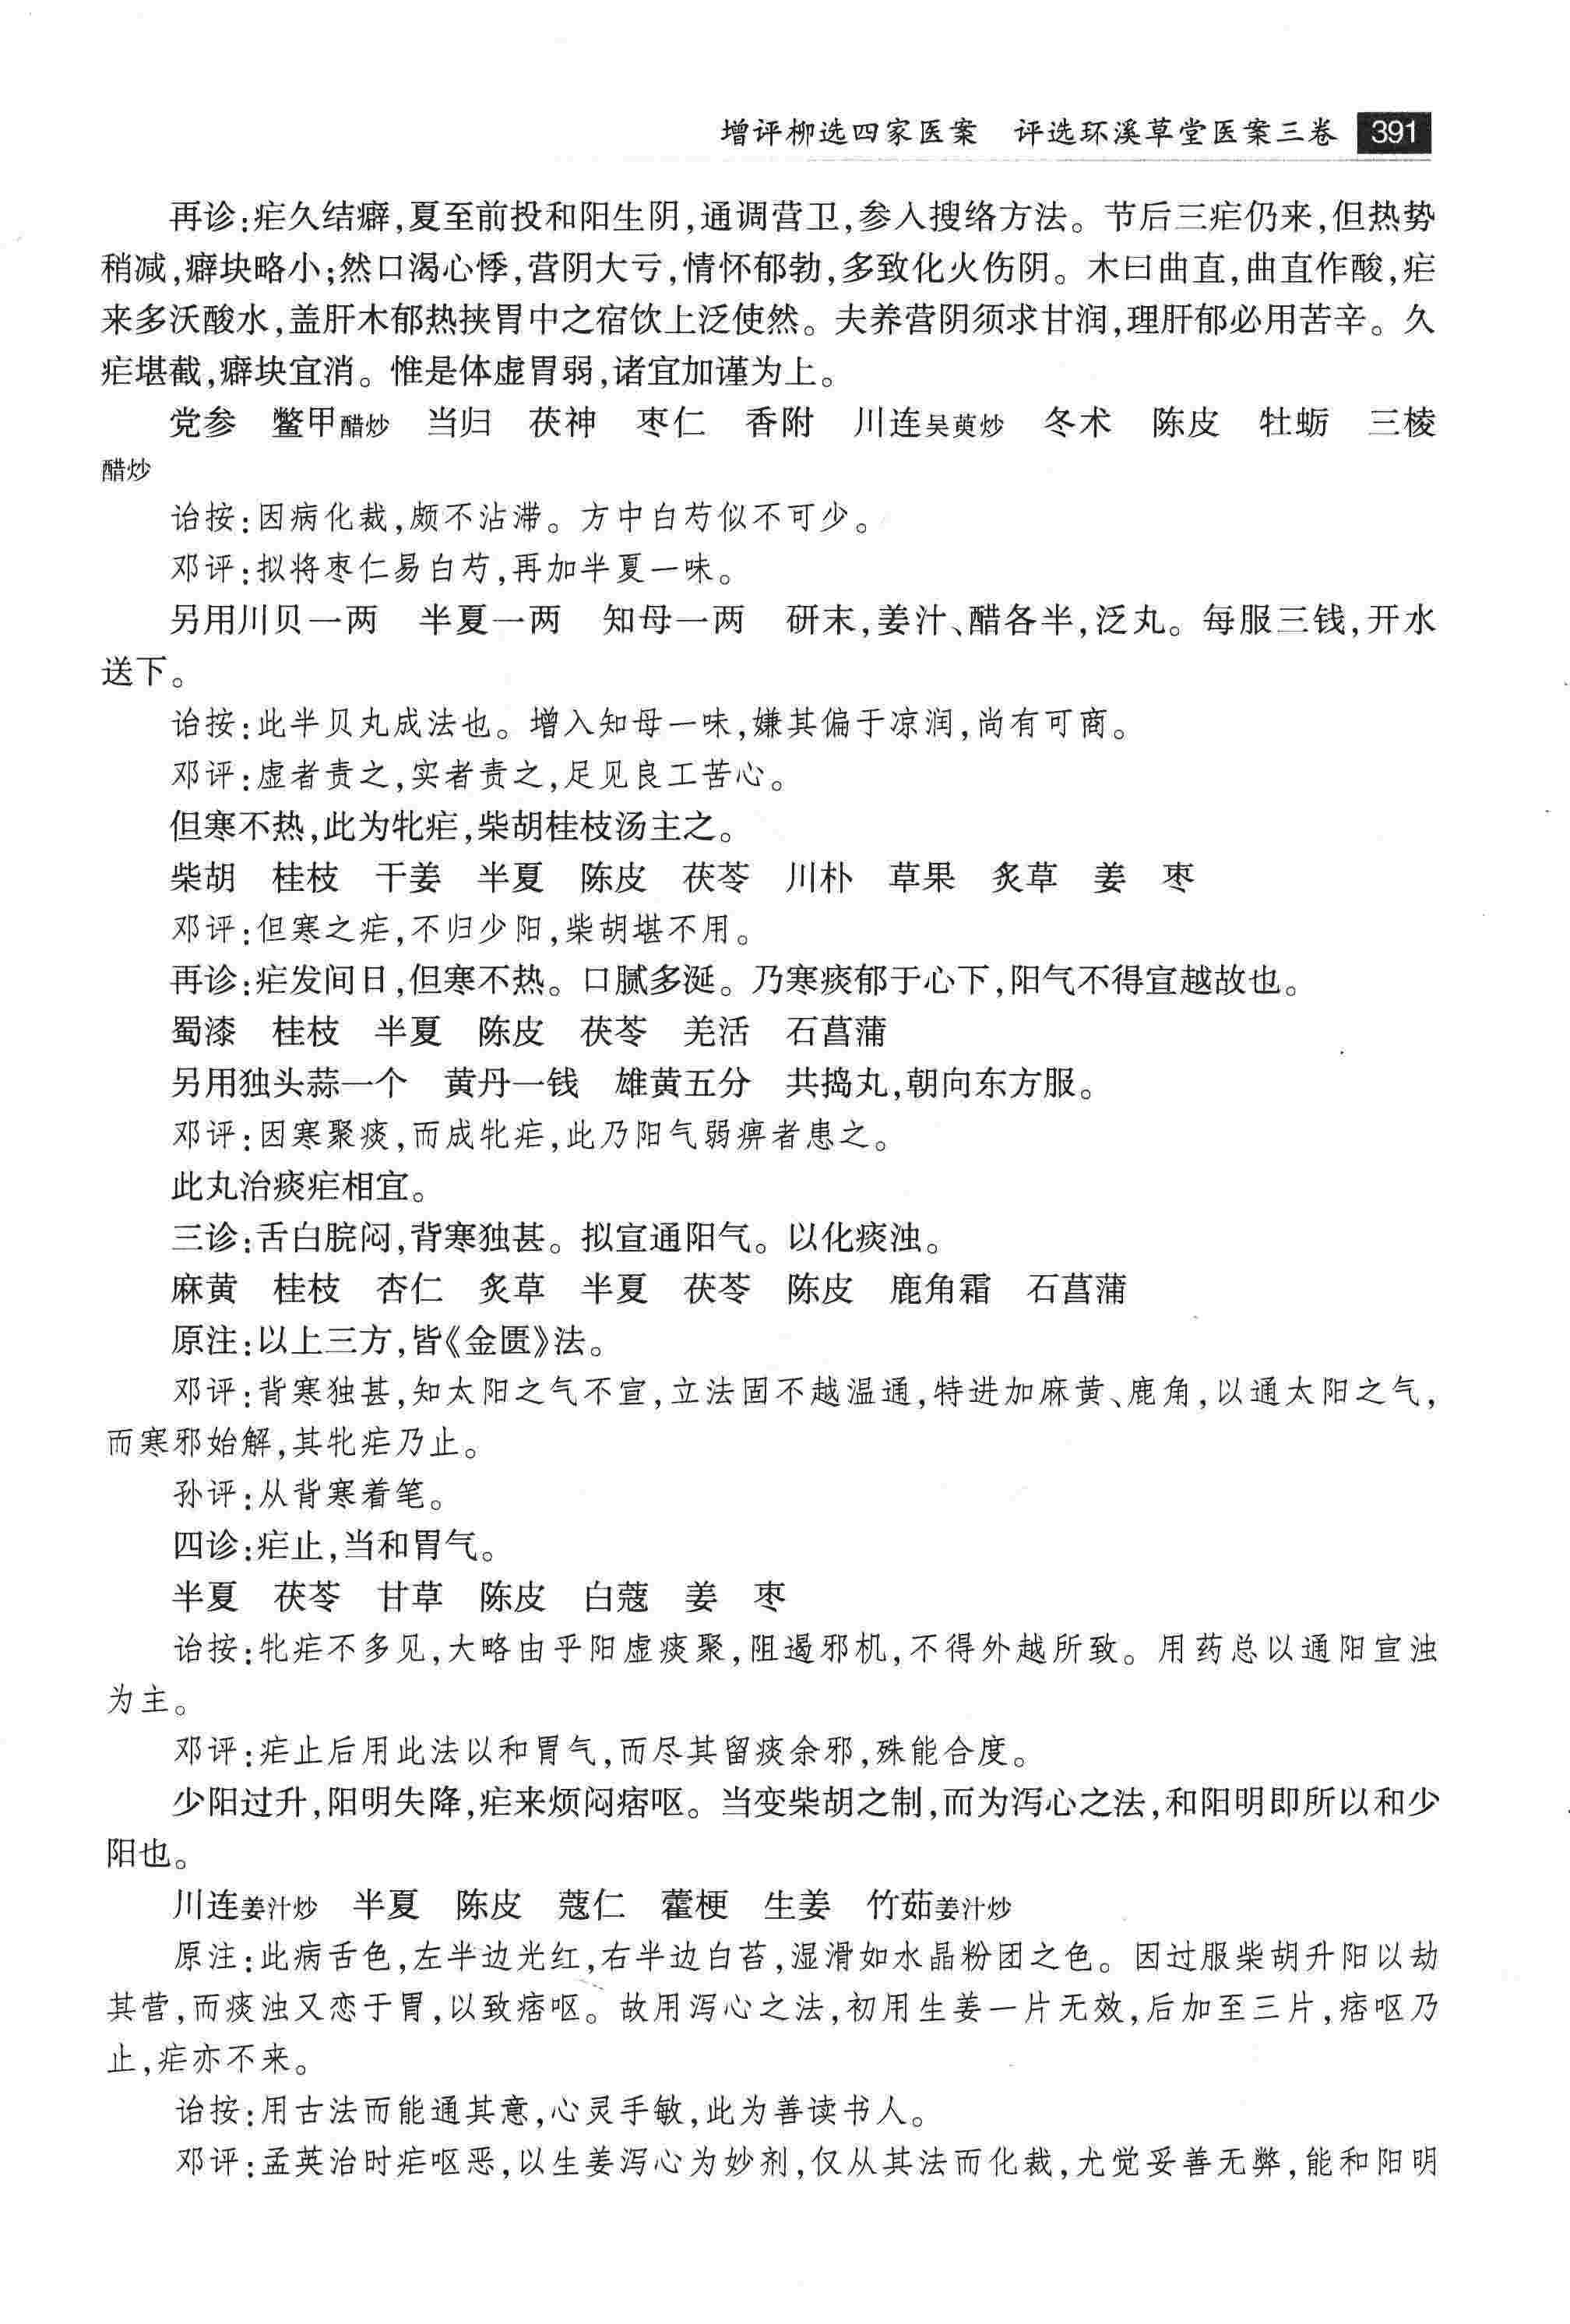 增评柳选四家医案　评选环溪草堂医案三卷　391
再诊:疟久结癖,夏至前投和阳生阴,通调营卫,参入搜络方法。节后三疟仍来,但热势
稍减,癖块略小;然口渴心悸,营阴大亏,情怀郁勃,多致化火伤阴。木曰曲直,曲直作酸,疟
来多沃酸水,盖肝木郁热挟胃中之宿饮上泛使然。夫养营阴须求甘润,理肝郁必用苦辛。久
疟堪截,癖块宜消。惟是体虚胃弱,诸宜加谨为上。
党参　鳖甲醋炒　当归　茯神　枣仁　香附　川连吴萸炒　冬术　陈皮　牡蛎　三棱
醋炒
诒按:因病化裁,颇不沾滞。方中白芍似不可少。
邓评:拟将枣仁易白芍,再加半夏一味。
另用川贝一两　半夏一两　知母一两　研末,姜汁、醋各半,泛丸。每服三钱,开水
送下。
诒按:此半贝丸成法也。增入知母一味,嫌其偏于凉润,尚有可商。
邓评:虚者责之,实者责之,足见良工苦心。
但寒不热,此为牝疟,柴胡桂枝汤主之。
柴胡　桂枝　干姜　半夏　陈皮　茯苓　川朴　草果　炙草　姜　枣
邓评:但寒之疟,不归少阳,柴胡堪不用。
再诊:疟发间日,但寒不热。口腻多涎。乃寒痰郁于心下,阳气不得宣越故也。
蜀漆　桂枝　半夏　陈皮　茯苓　羌活　石菖蒲
另用独头蒜一个　黄丹一钱　雄黄五分　共捣丸,朝向东方服。
邓评:因寒聚痰,而成牝疟,此乃阳气弱痹者患之。
此丸治痰疟相宜。
三诊:舌白脘闷,背寒独甚。拟宣通阳气。以化痰浊。
麻黄　桂枝　杏仁　炙草　半夏　茯苓　陈皮　鹿角霜　石菖蒲
原注:以上三方,皆《金匮》法。
邓评:背寒独甚,知太阳之气不宣,立法固不越温通,特进加麻黄、鹿角,以通太阳之气,
而寒邪始解,其牝疟乃止。
孙评:从背寒着笔。
四诊:疟止,当和胃气。
半夏　茯苓　甘草　陈皮　白蔻　姜　枣
诒按:牝疟不多见,大略由乎阳虚痰聚,阻遏邪机,不得外越所致。用药总以通阳宣浊
为主。
邓评:疟止后用此法以和胃气,而尽其留痰余邪,殊能合度。
少阳过升,阳明失降,疟来烦闷痞呕。当变柴胡之制,而为泻心之法,和阳明即所以和少
阳也。
川连姜汁炒　半夏　陈皮　蔻仁　藿梗　生姜　竹茹姜汁炒
原注:此病舌色,左半边光红,右半边白苔,湿滑如水晶粉团之色。因过服柴胡升阳以劫
其营,而痰浊又恋于胃,以致痞呕。故用泻心之法,初用生姜一片无效,后加至三片,痞呕乃
止,疟亦不来。
诒按:用古法而能通其意,心灵手敏,此为善读书人。
邓评:孟英治时疟呕恶,以生姜泻心为妙剂,仅从其法而化裁,尤觉妥善无弊,能和阳明